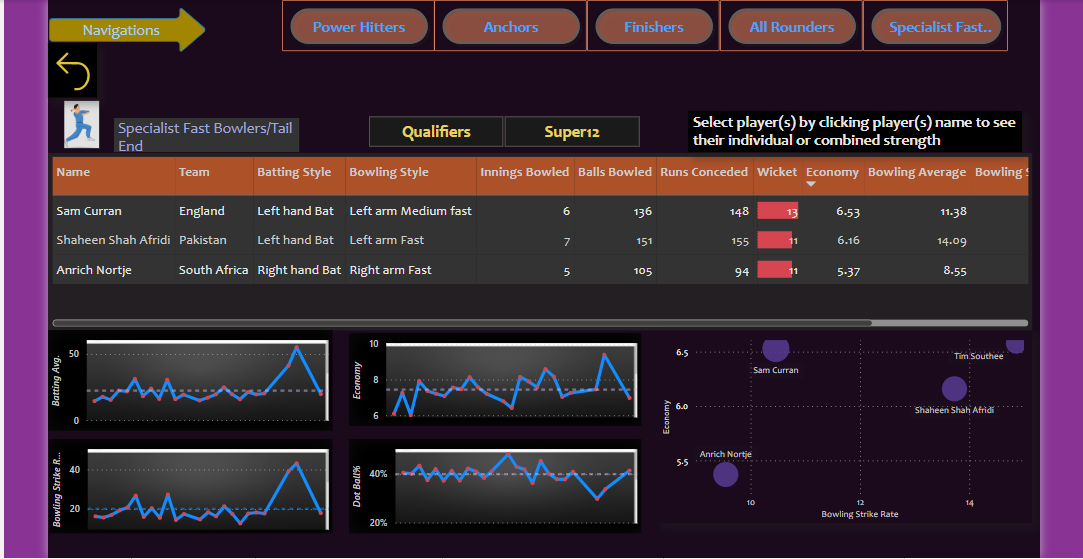 Navigations
Power Hitters Anchors Finishers All Rounders Specialist Fast..
Specialist Fast Bowlers/Tail
End
Qualifiers Super12
Select player(s) by clicking player(s) name to see
their individual or combined strength
Name Team Batting Style Bowling Style Innings Bowled Balls Bowled Runs Conceded Wicket Economy Bowling Average Bowling S
Sam Curran England Left hand Bat Left arm Medium fast 6 136 148 13 6.53 11.38
Shaheen Shah Afridi Pakistan Left hand Bat Left arm Fast 7 151 155 11 6.16 14.09
Anrich Nortje South Africa Right hand Bat Right arm Fast 5 105 94 11 5.37 8.55
Batting Avg.
50
0
Economy
10
8
6
Bowling Strike R...
40
20
Dot Ball%
40%
20%
Economy
6.5
6.0
5.5
Sam Curran
Tim Southee
Shaheen Shah Afridi
Anrich Nortje
10 12 14
Bowling Strike Rate